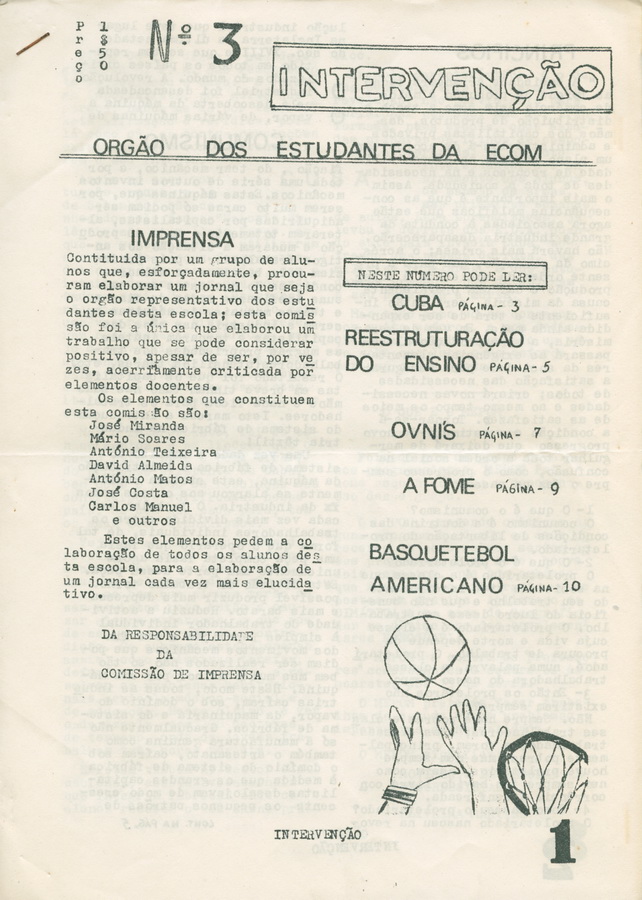 Preço 1$50
Nº 3
INTERVENÇÃO
ORGÃO DOS ESTUDANTES DA ECOM
IMPRENSA
Contituida por um grupo de alu-
nos que, esforçadamente, procu-
ram elaborar um jornal que seja
o orgão representativo dos estu
dantes desta escola; esta comis
são foi a única que elaborou um
trabalho que se pode considerar
positivo, apesar de ser, por ve
zes, acerrimamente criticada por
elementos docentes.
Os elementos que constituem
esta comissão são:
José Miranda
Mário Soares
António Teixeira
David Almeida
António Matos
José Costa
Carlos Manuel
e outros
Estes elementos pedem a co
laboração de todos os alunos des
ta escola, para a elaboração de
um jornal cada vez mais elucida
tivo.
DA RESPONSABILIDADE
DA
COMISSÃO DE IMPRENSA
NESTE NÚMERO PODE LER:
CUBA PÁGINA- 3
REESTRUTURAÇÃO
DO ENSINO PÁGINA- 5
OVNIS PÁGINA- 7
A FOME PÁGINA- 9
BASQUETEBOL
AMERICANO PÁGINA- 10
INTERVENÇÃO
1